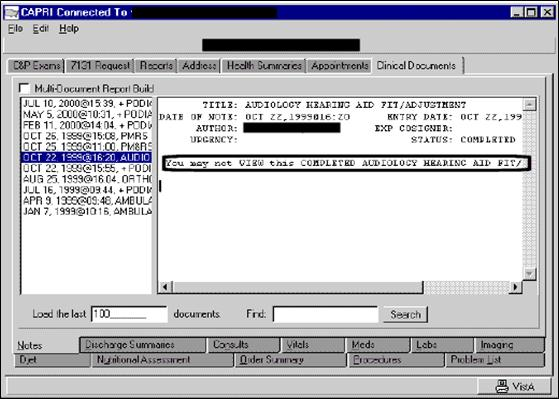 CAPRI Connected To
File Edit Help
C&P Exams 7131 Request Reports Address Health Summaries Appointments Clinical Documents
Multi-Document Report Build
JUL 10, 2000@15:39, + PODIA
MAY 5, 2000@10:31, + PODIA
FEB 11, 2000@14:04, + PODIA
OCT 26, 1999@15:08, PMRS
OCT 25, 1999@11:00, PM&RS
OCT 22, 1999@16:20, AUDIO
OCT 22, 1999@15:55, + PODIA
AUG 25, 1999@16:04, ORTHO
JUL 16, 1999@09:44, + PODI
APR 9, 1999@09:48, AMBULA
JAN 7, 1999@10:16, AMBULA
TITLE: AUDIOLOGY HEARING AID FIT/ADJUSTMENT
DATE OF NOTE: OCT 22,1999@16:20 ENTRY DATE: OCT 22,199
AUTHOR: EXP COSIGNER:
URGENCY: STATUS: COMPLETED
You may not VIEW this COMPLETED AUDIOLOGY HEARING AID FIT/
Load the last 100 documents. Find: Search
Notes Discharge Summaries Consults Vitals Meds Labs Imaging
Diet Nutritional Assessment Order Summary Procedures Problem List
VistA